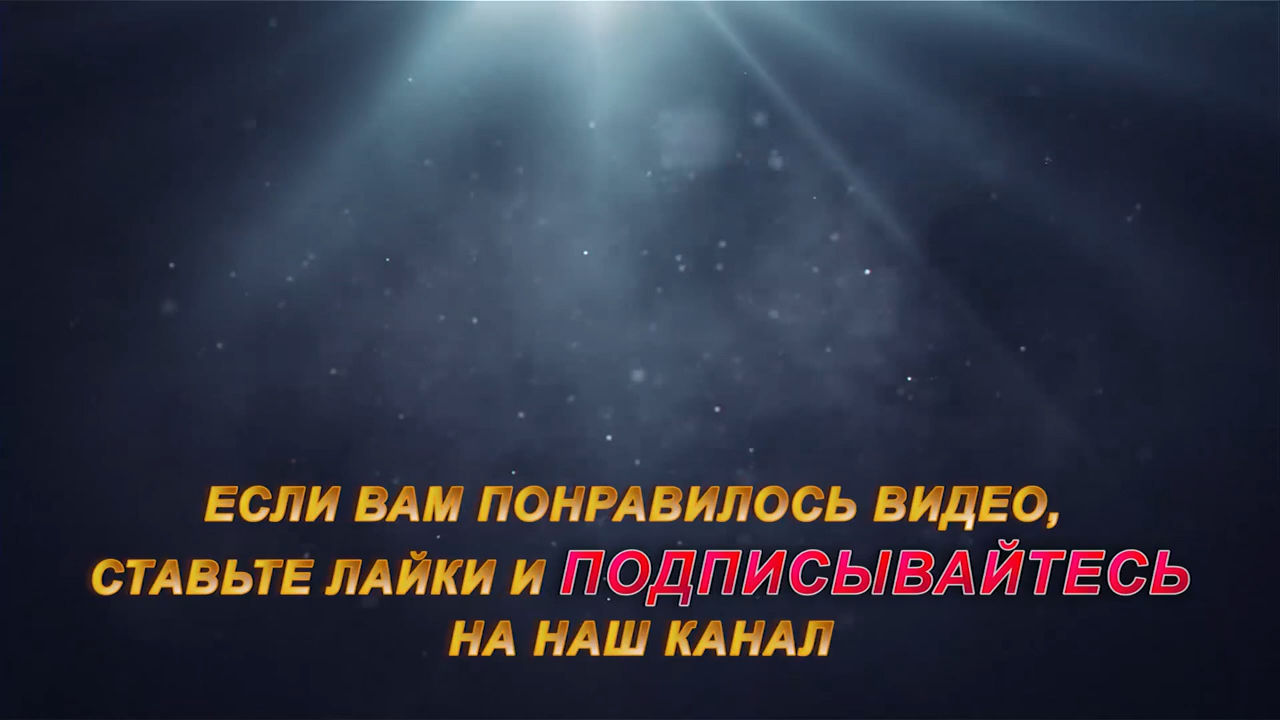 ЕСЛИ ВАМ ПОНРАВИЛОСЬ ВИДЕО,
СТАВЬТЕ ЛАЙКИ И ПОДПИСЫВАЙТЕСЬ
НА НАШ КАНАЛ